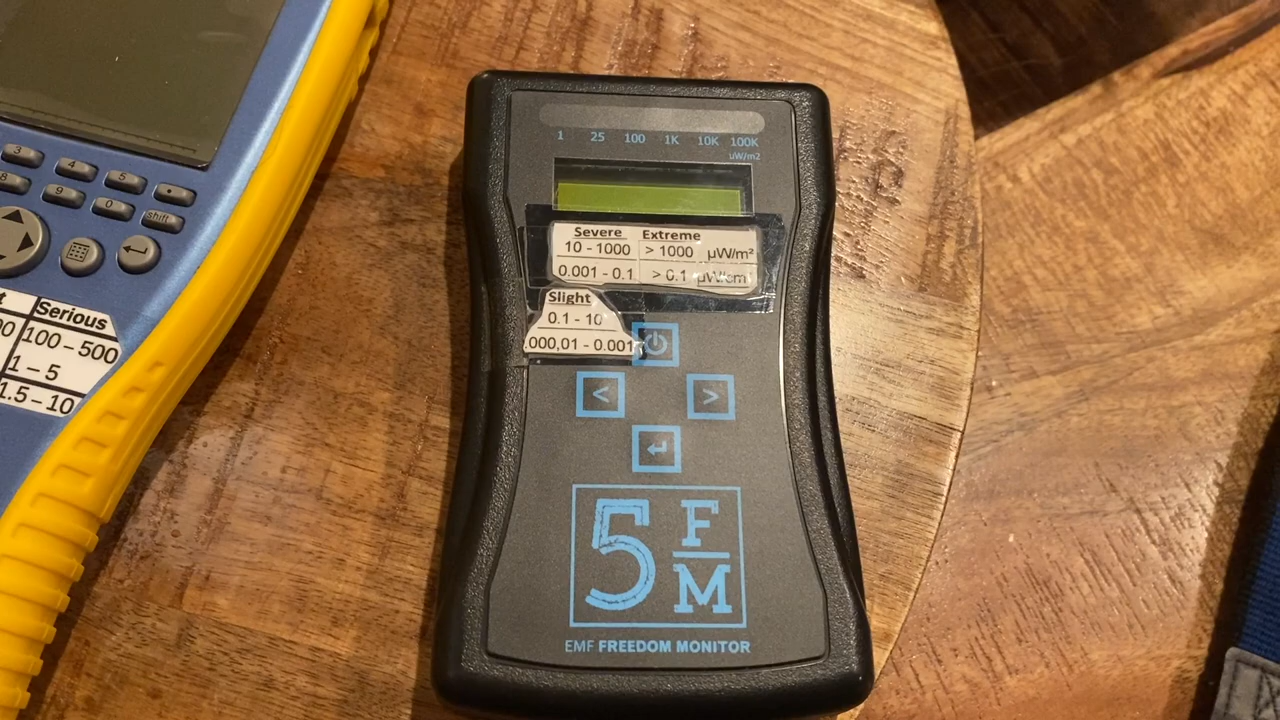 1 25 100 1K 10K 100K
uW/m2
Severe Extreme
10 - 1000 > 1000 µW/m²
0.001 - 0.1 > 0.1 µW/cm²
Slight
0.1 - 10
000,01 - 0.001
<
>
5 F
M
EMF FREEDOM MONITOR
3 4 5 •
8 9 0 Shift
Serious
100 – 500
1 – 5
1.5 – 10